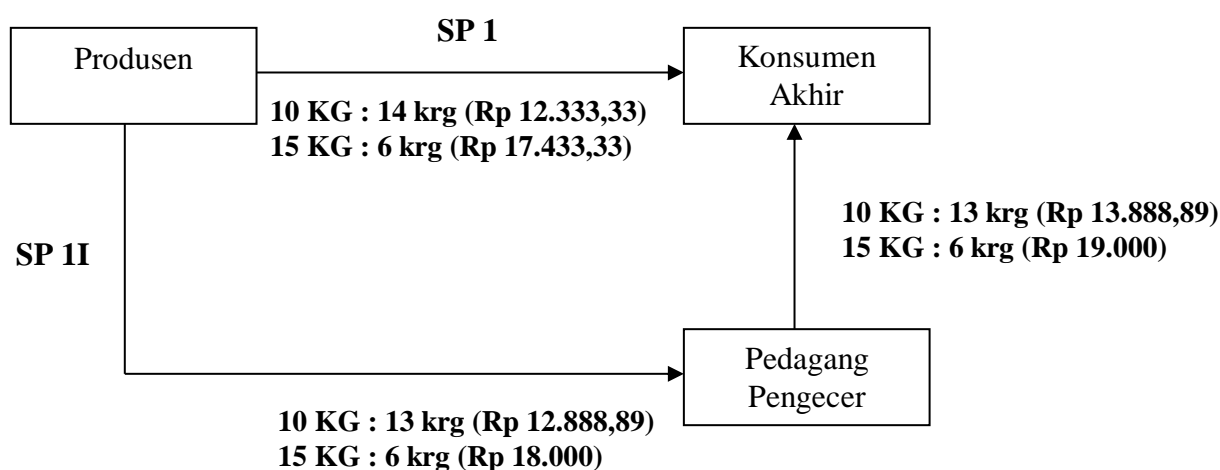 SP 1
Produsen
Konsumen
Akhir
10 KG : 14 krg (Rp 12.333,33)
15 KG : 6 krg (Rp 17.433,33)
10 KG : 13 krg (Rp 13.888,89)
15 KG : 6 krg (Rp 19.000)
SP 1I
Pedagang
Pengecer
10 KG : 13 krg (Rp 12.888,89)
15 KG : 6 krg (Rp 18.000)